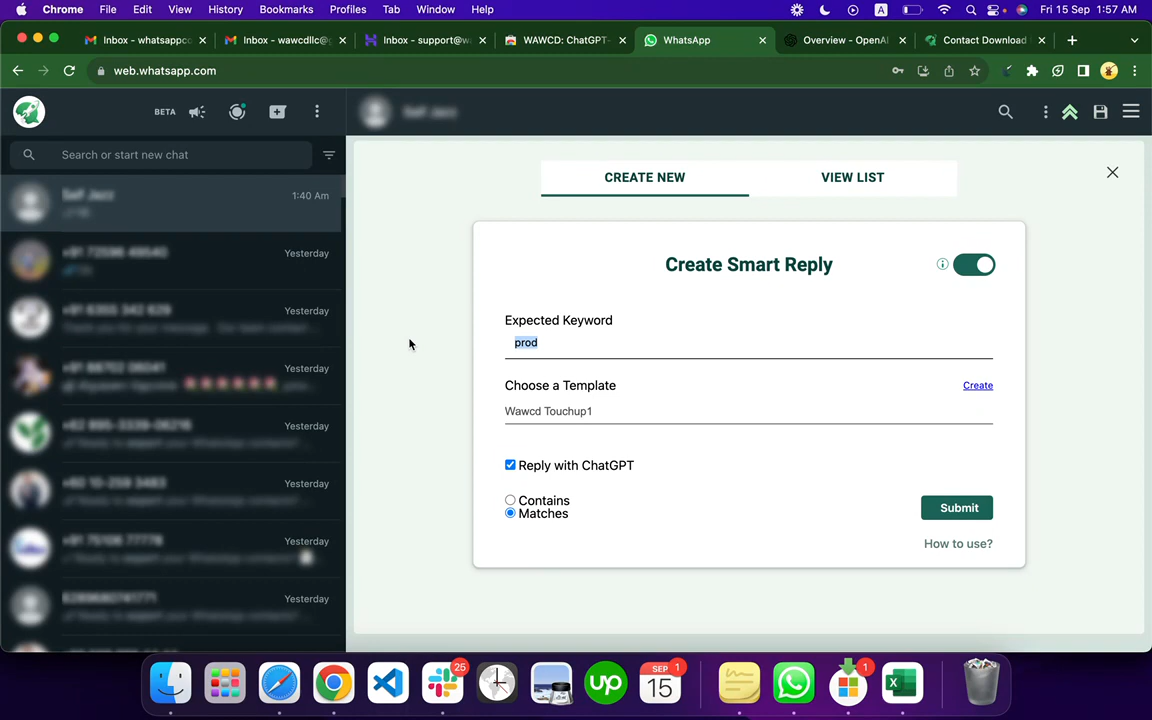 Chrome File Edit View History Bookmarks Profiles Tab Window Help A Fri 15 Sep 1:57 AM
Inbox - whatsappcc Inbox - wawcdllc@g Inbox - support@wa WAWCD: ChatGPT- WhatsApp Overview - OpenAI Contact Download
web.whatsapp.com
BETA
Search or start new chat
1:40 Am
Yesterday
Yesterday
Yesterday
Yesterday
Yesterday
Yesterday
Yesterday
CREATE NEW VIEW LIST
Create Smart Reply
Expected Keyword
prod
Choose a Template Create
Wawcd Touchup1
Reply with ChatGPT
Contains
Matches
Submit
How to use?
25
up
SEP 1
15
1